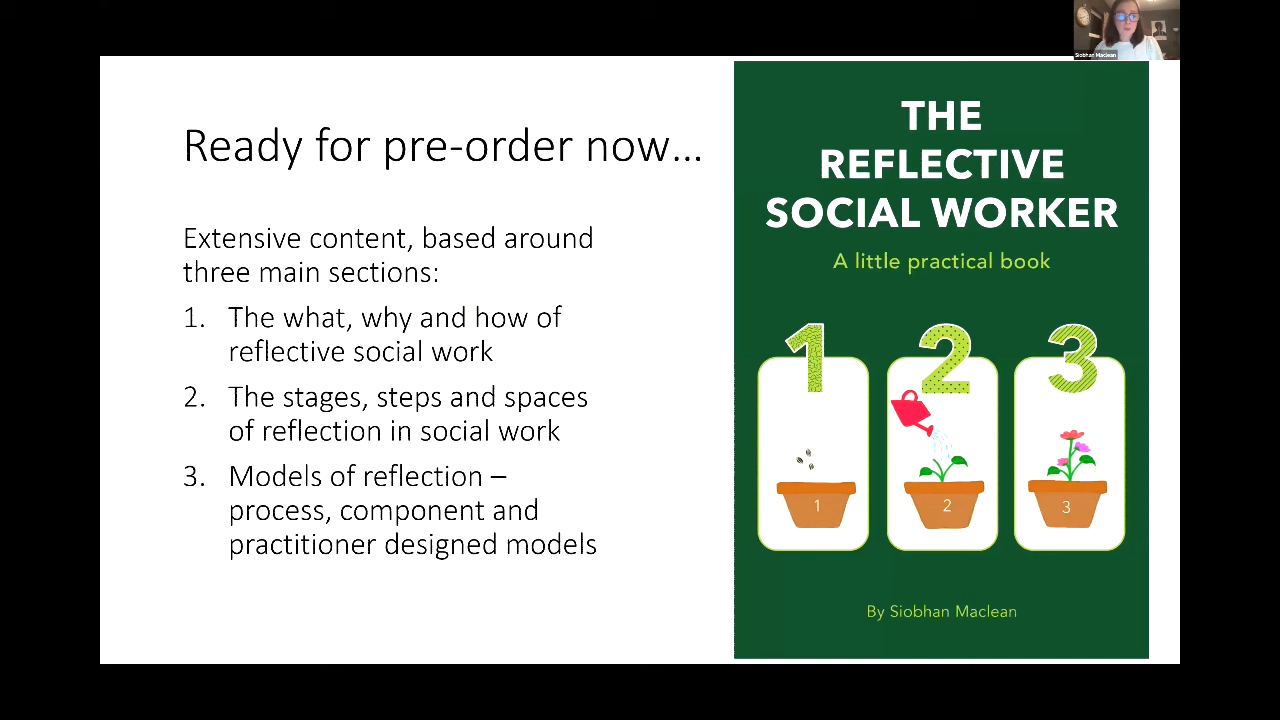 Siobhan Maclean
Ready for pre-order now…
Extensive content, based around
three main sections:
1. The what, why and how of
reflective social work
2. The stages, steps and spaces
of reflection in social work
3. Models of reflection –
process, component and
practitioner designed models
THE
REFLECTIVE
SOCIAL WORKER
A little practical book
1 2 3
1 2 3
By Siobhan Maclean